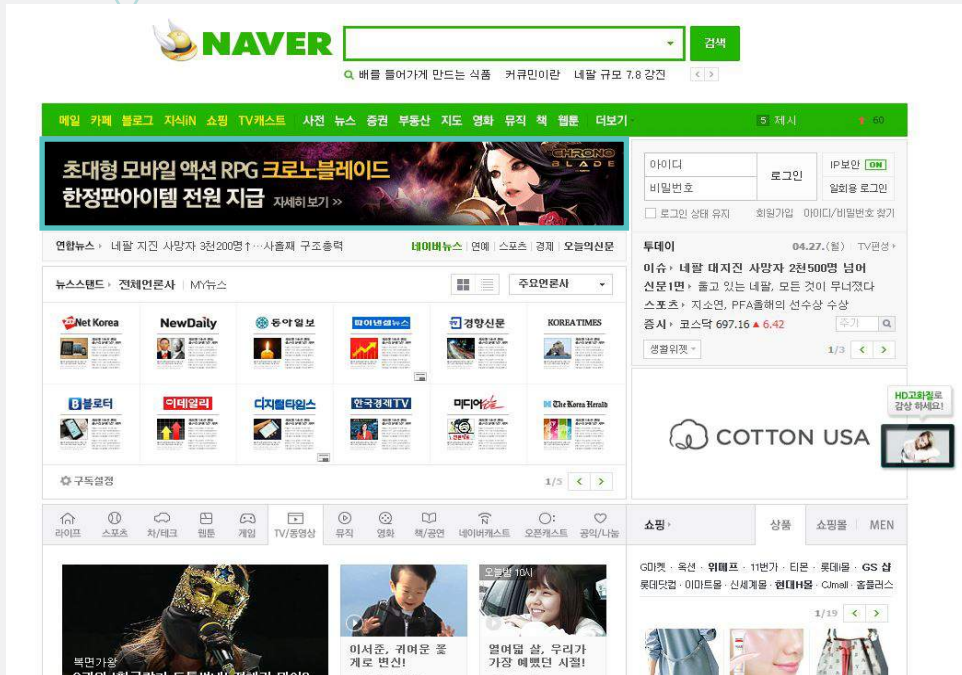 NAVER
검색
배를 들어가게 만드는 식품 커큐민이란 네팔 규모 7.8 강진
메일 카페 블로그 지식iN 쇼핑 TV캐스트 사전 뉴스 증권 부동산 지도 영화 뮤직 책 웹툰 더보기
5 제시 60
초대형 모바일 액션 RPG 크로노블레이드
한정판아이템 전원 지급 자세히 보기 >>
CHRONO
BLADE
아이디
비밀번호
로그인
IP보안 ON
일회용 로그인
로그인 상태 유지 회원가입 아이디/비밀번호 찾기
연합뉴스 네팔 지진 사망자 3천200명↑…사흘째 구조총력
네이버뉴스 연예 스포츠 경제 오늘의신문
투데이 04.27.(월) TV편성
이슈 네팔 대지진 사망자 2천500명 넘어
신문1면 울고 있는 네팔, 모든 것이 무너졌다
스포츠 지소연, PFA올해의 선수상 수상
증시 코스닥 697.16 ▲ 6.42
생활위젯 1/3
뉴스스탠드 전체언론사 MY뉴스
주요언론사
ZDNet Korea NewDaily 동아일보 파이낸셜뉴스 경향신문 KOREA TIMES
블로터 이데일리 디지털타임스 한국경제TV 미디어오늘 The Korea Herald
구독설정 1/5
HD고화질로
감상 하세요!
COTTON USA
라이프 스포츠 차/테크 웹툰 게임 TV/동영상 뮤직 영화 책/공연 네이버캐스트 오픈캐스트 공익/나눔
쇼핑 상품 쇼핑몰 MEN
G마켓 · 옥션 · 위메프 · 11번가 · 티몬 · 롯데i몰 · GS 샵
롯데닷컴 · 이마트몰 · 신세계몰 · 현대H몰 · CJmall · 홈플러스
1/19
오늘밤 10시
이서준, 귀여운 꽃
게로 변신!
열여덟 살, 우리가
가장 예뻤던 시절!
복면가왕